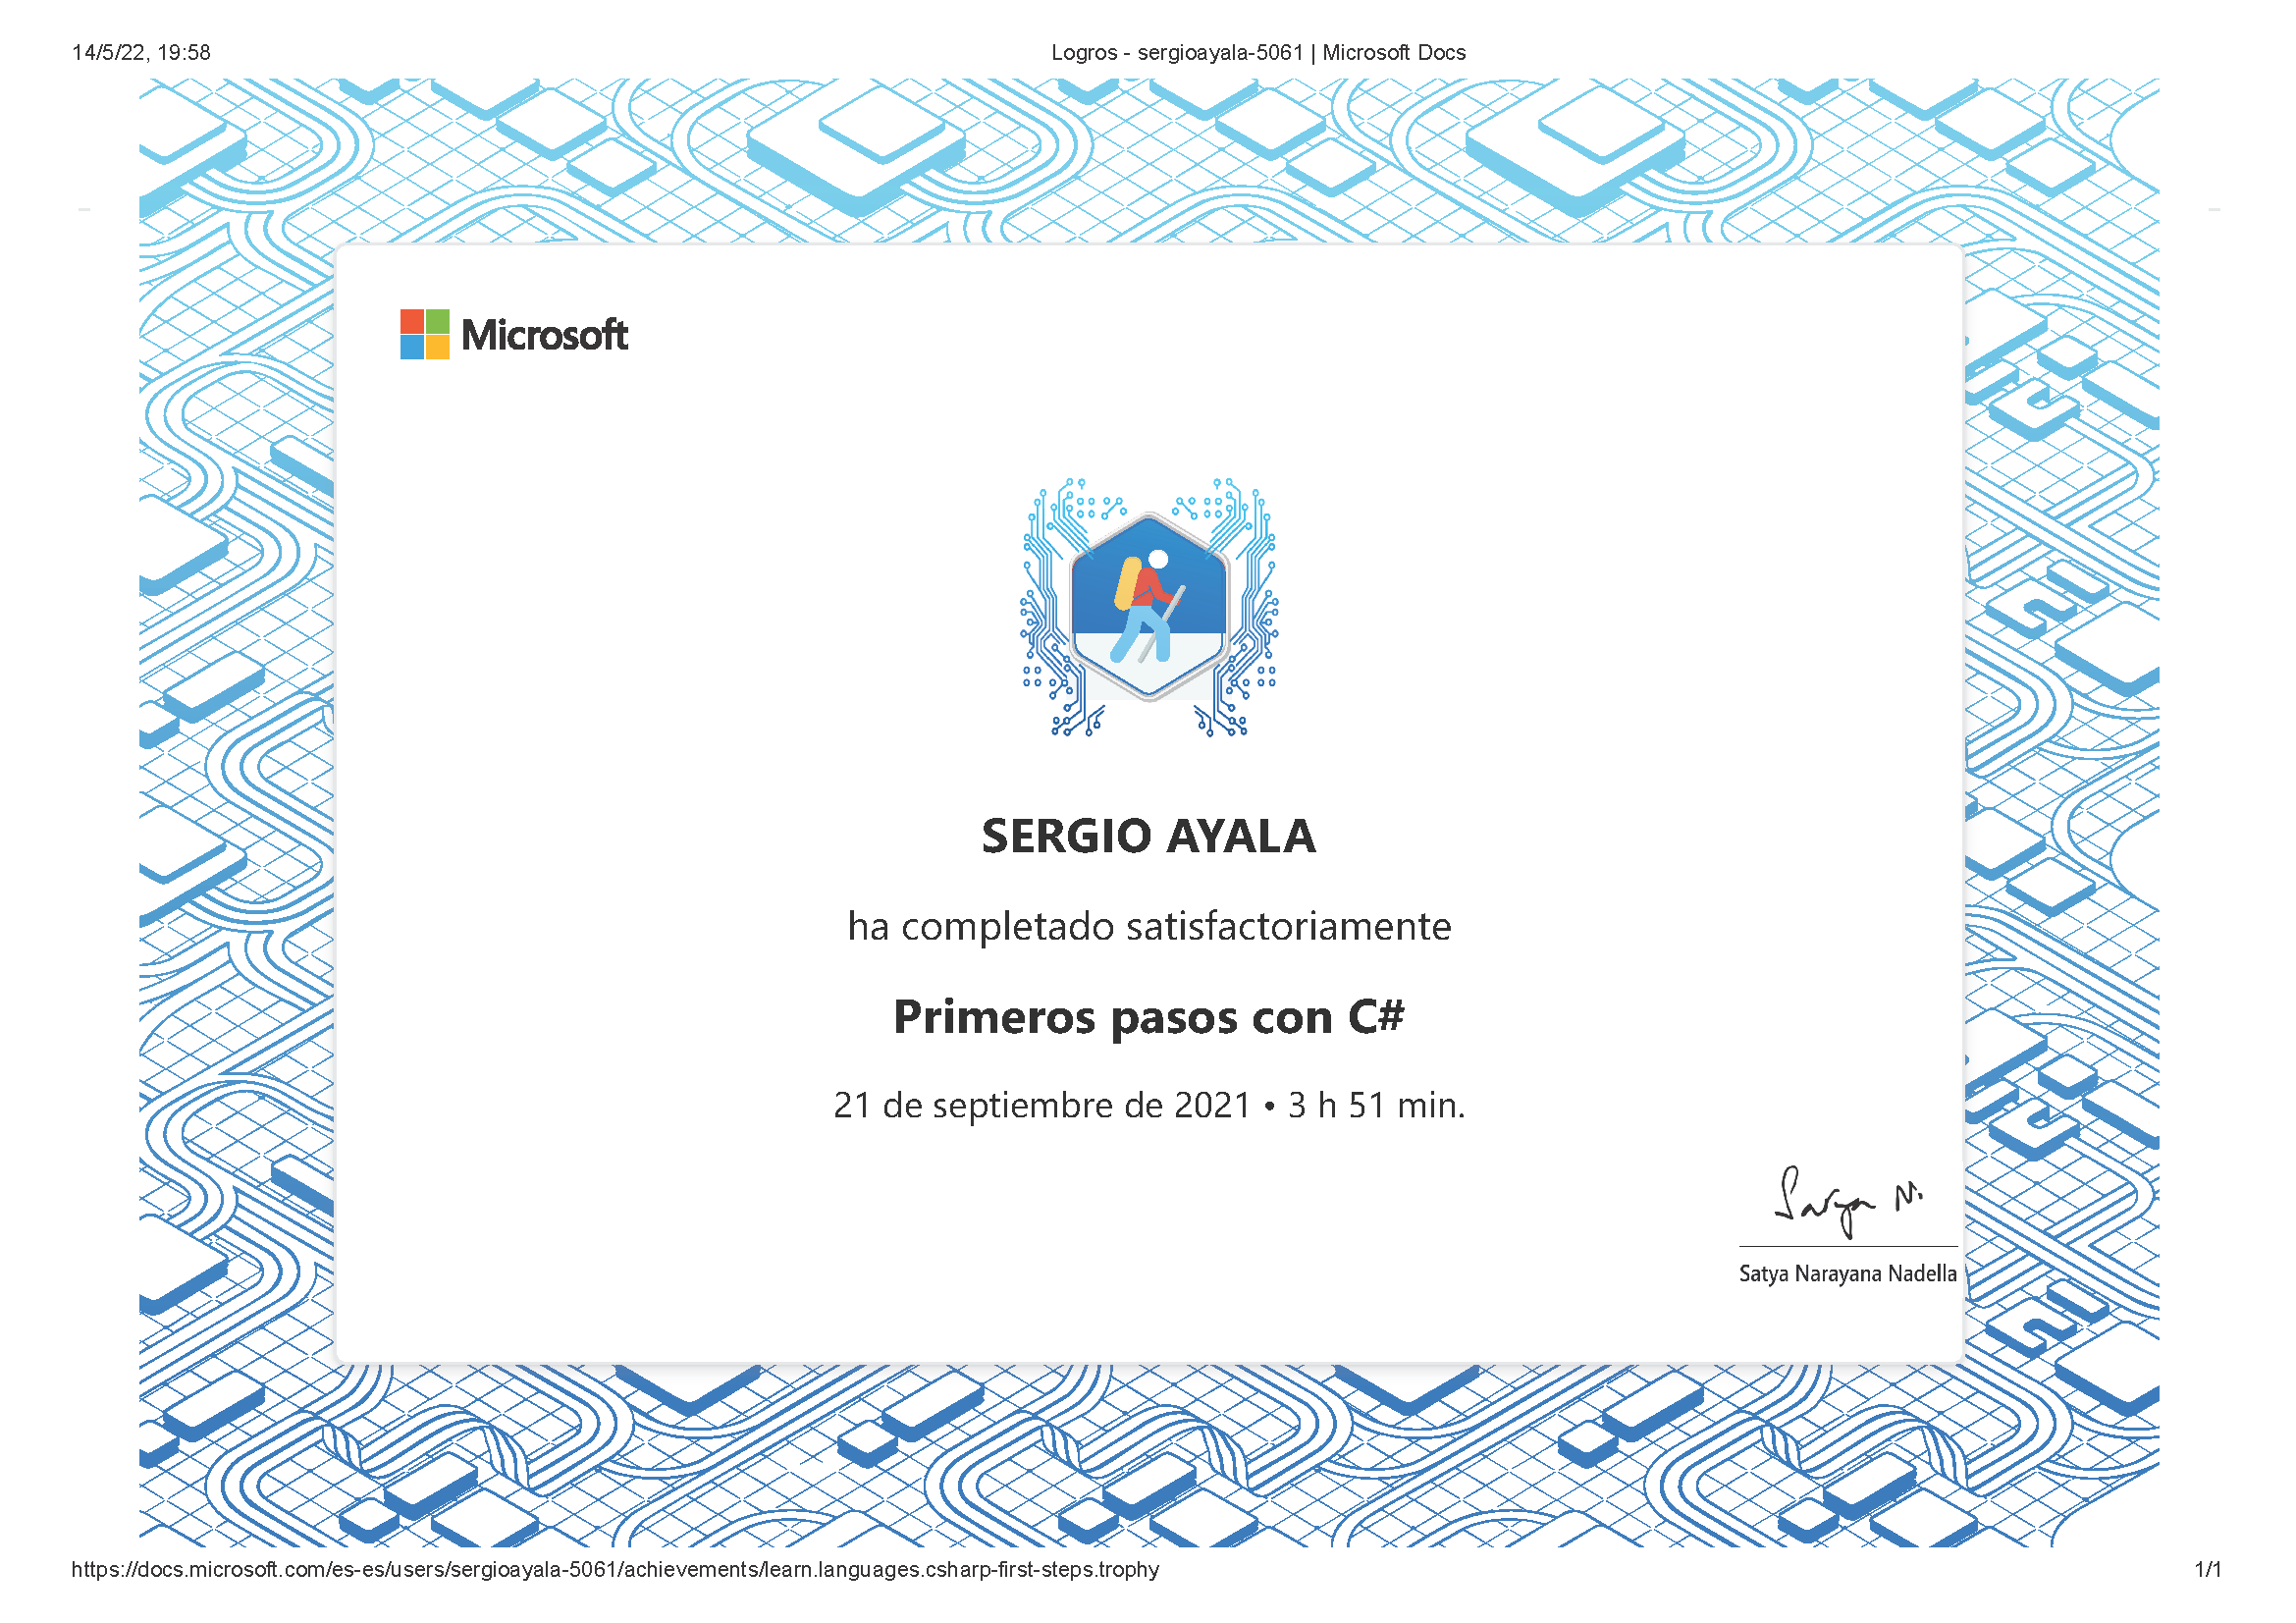 14/5/22, 19:58
Logros - sergioayala-5061 | Microsoft Docs
Microsoft
SERGIO AYALA
ha completado satisfactoriamente
Primeros pasos con C#
21 de septiembre de 2021 • 3 h 51 min.
Satya N.
Satya Narayana Nadella
https://docs.microsoft.com/es-es/users/sergioayala-5061/achievements/learn.languages.csharp-first-steps.trophy
1/1